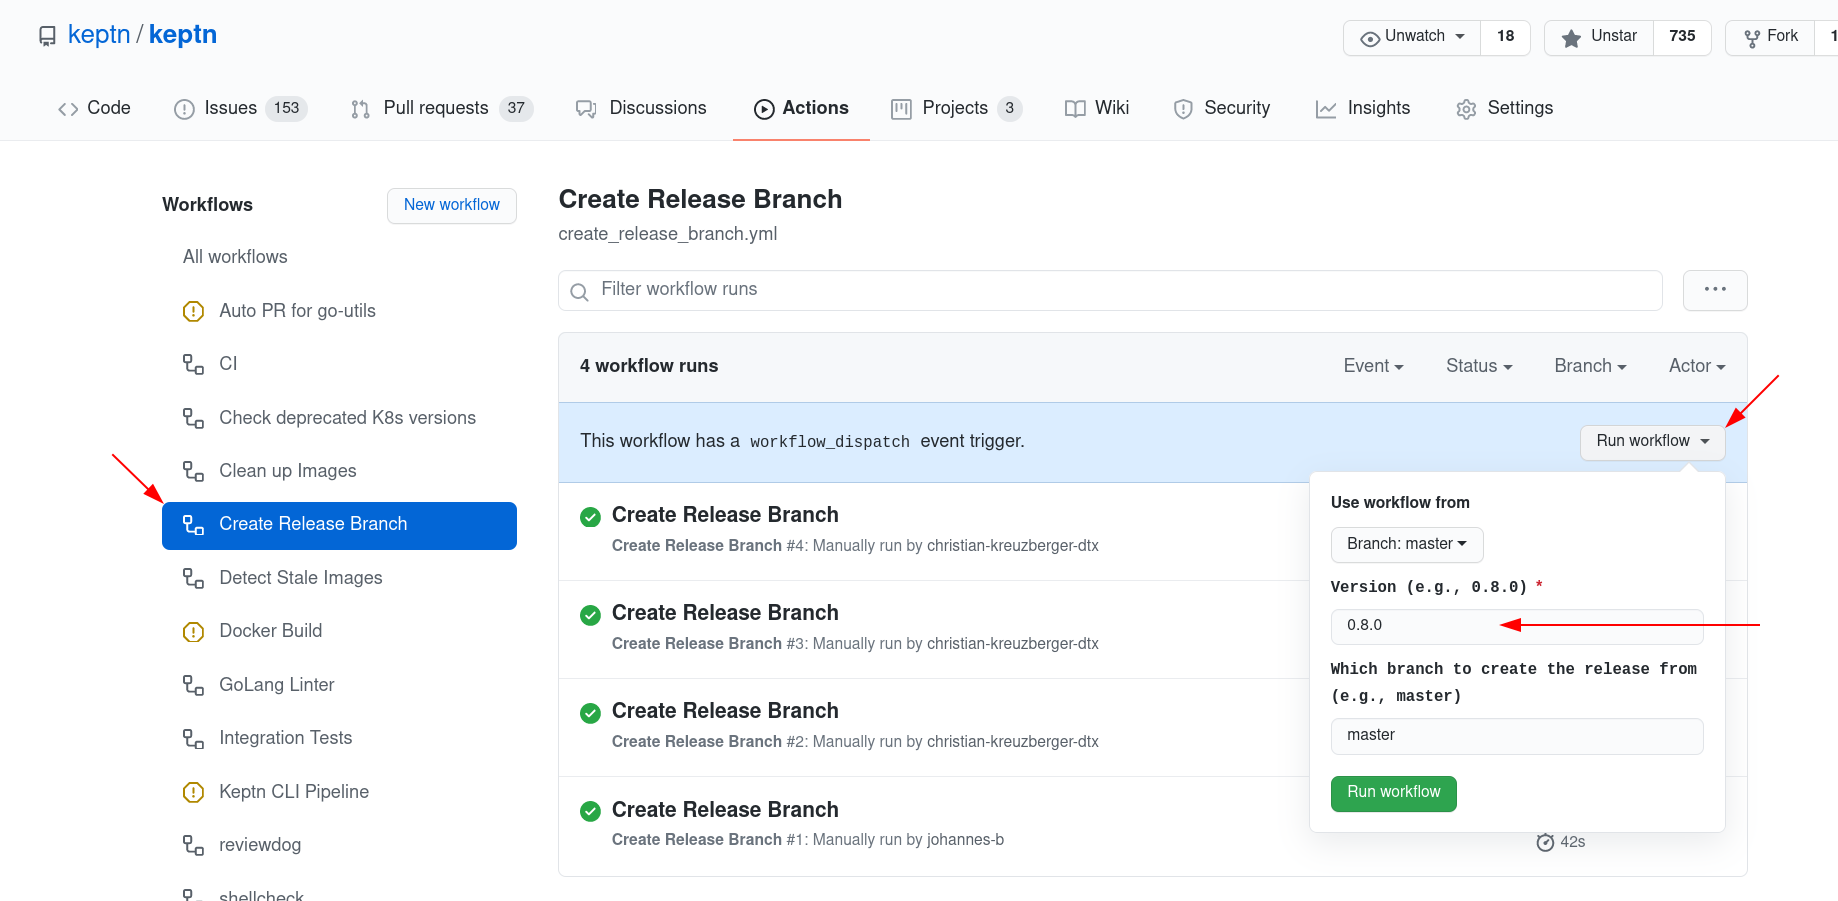 keptn / keptn
Unwatch 18
Unstar 735
Fork
Code
Issues 153
Pull requests 37
Discussions
Actions
Projects 3
Wiki
Security
Insights
Settings
Workflows
New workflow
All workflows
Auto PR for go-utils
CI
Check deprecated K8s versions
Clean up Images
Create Release Branch
Detect Stale Images
Docker Build
GoLang Linter
Integration Tests
Keptn CLI Pipeline
reviewdog
shellcheck
Create Release Branch
create_release_branch.yml
Filter workflow runs
4 workflow runs
Event
Status
Branch
Actor
This workflow has a workflow_dispatch event trigger.
Run workflow
Create Release Branch
Create Release Branch #4: Manually run by christian-kreuzberger-dtx
Create Release Branch
Create Release Branch #3: Manually run by christian-kreuzberger-dtx
Create Release Branch
Create Release Branch #2: Manually run by christian-kreuzberger-dtx
Create Release Branch
Create Release Branch #1: Manually run by johannes-b
42s
Use workflow from
Branch: master
Version (e.g., 0.8.0) *
0.8.0
Which branch to create the release from
(e.g., master)
master
Run workflow